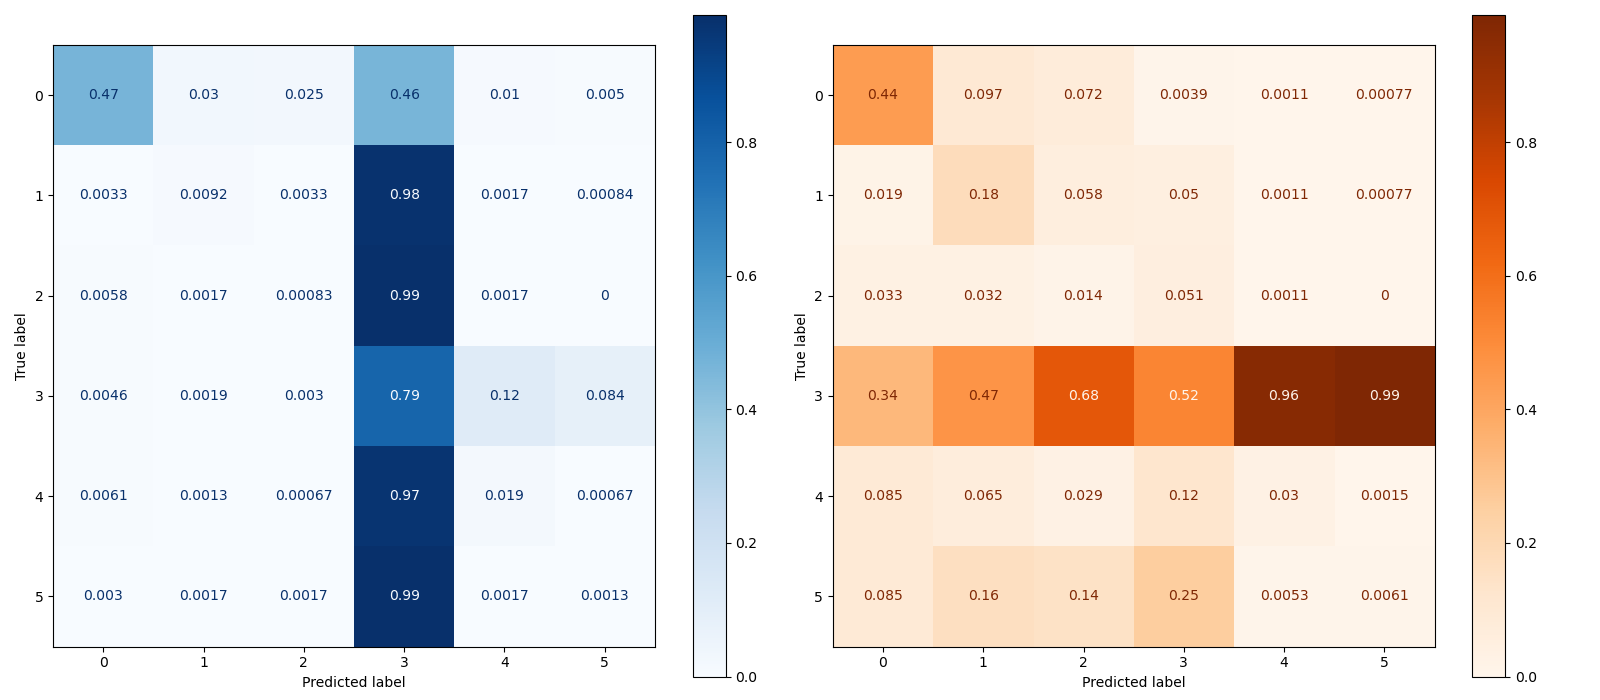 0 0.47 0.03 0.025 0.46 0.01 0.005
1 0.0033 0.0092 0.0033 0.98 0.0017 0.00084
2 0.0058 0.0017 0.00083 0.99 0.0017 0
3 0.0046 0.0019 0.003 0.79 0.12 0.084
4 0.0061 0.0013 0.00067 0.97 0.019 0.00067
5 0.003 0.0017 0.0017 0.99 0.0017 0.0013
0 1 2 3 4 5
Predicted label
True label
0.8
0.6
0.4
0.2
0.0
0 0.44 0.097 0.072 0.0039 0.0011 0.00077
1 0.019 0.18 0.058 0.05 0.0011 0.00077
2 0.033 0.032 0.014 0.051 0.0011 0
3 0.34 0.47 0.68 0.52 0.96 0.99
4 0.085 0.065 0.029 0.12 0.03 0.0015
5 0.085 0.16 0.14 0.25 0.0053 0.0061
0 1 2 3 4 5
Predicted label
True label
0.8
0.6
0.4
0.2
0.0